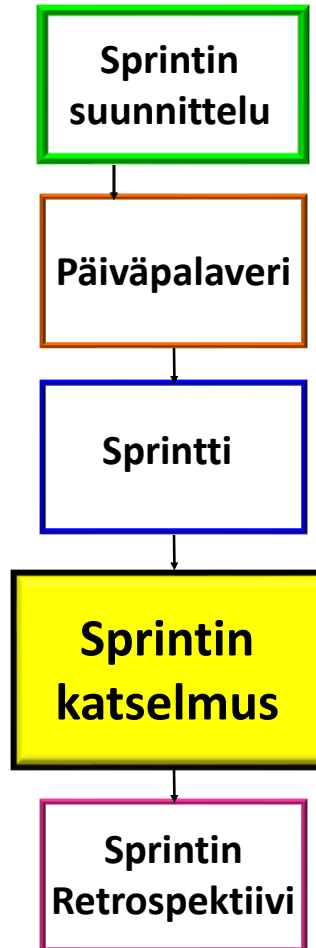 Sprintin
suunnittelu
Päiväpalaveri
Sprintti
Sprintin
katselmus
Sprintin
Retrospektiivi